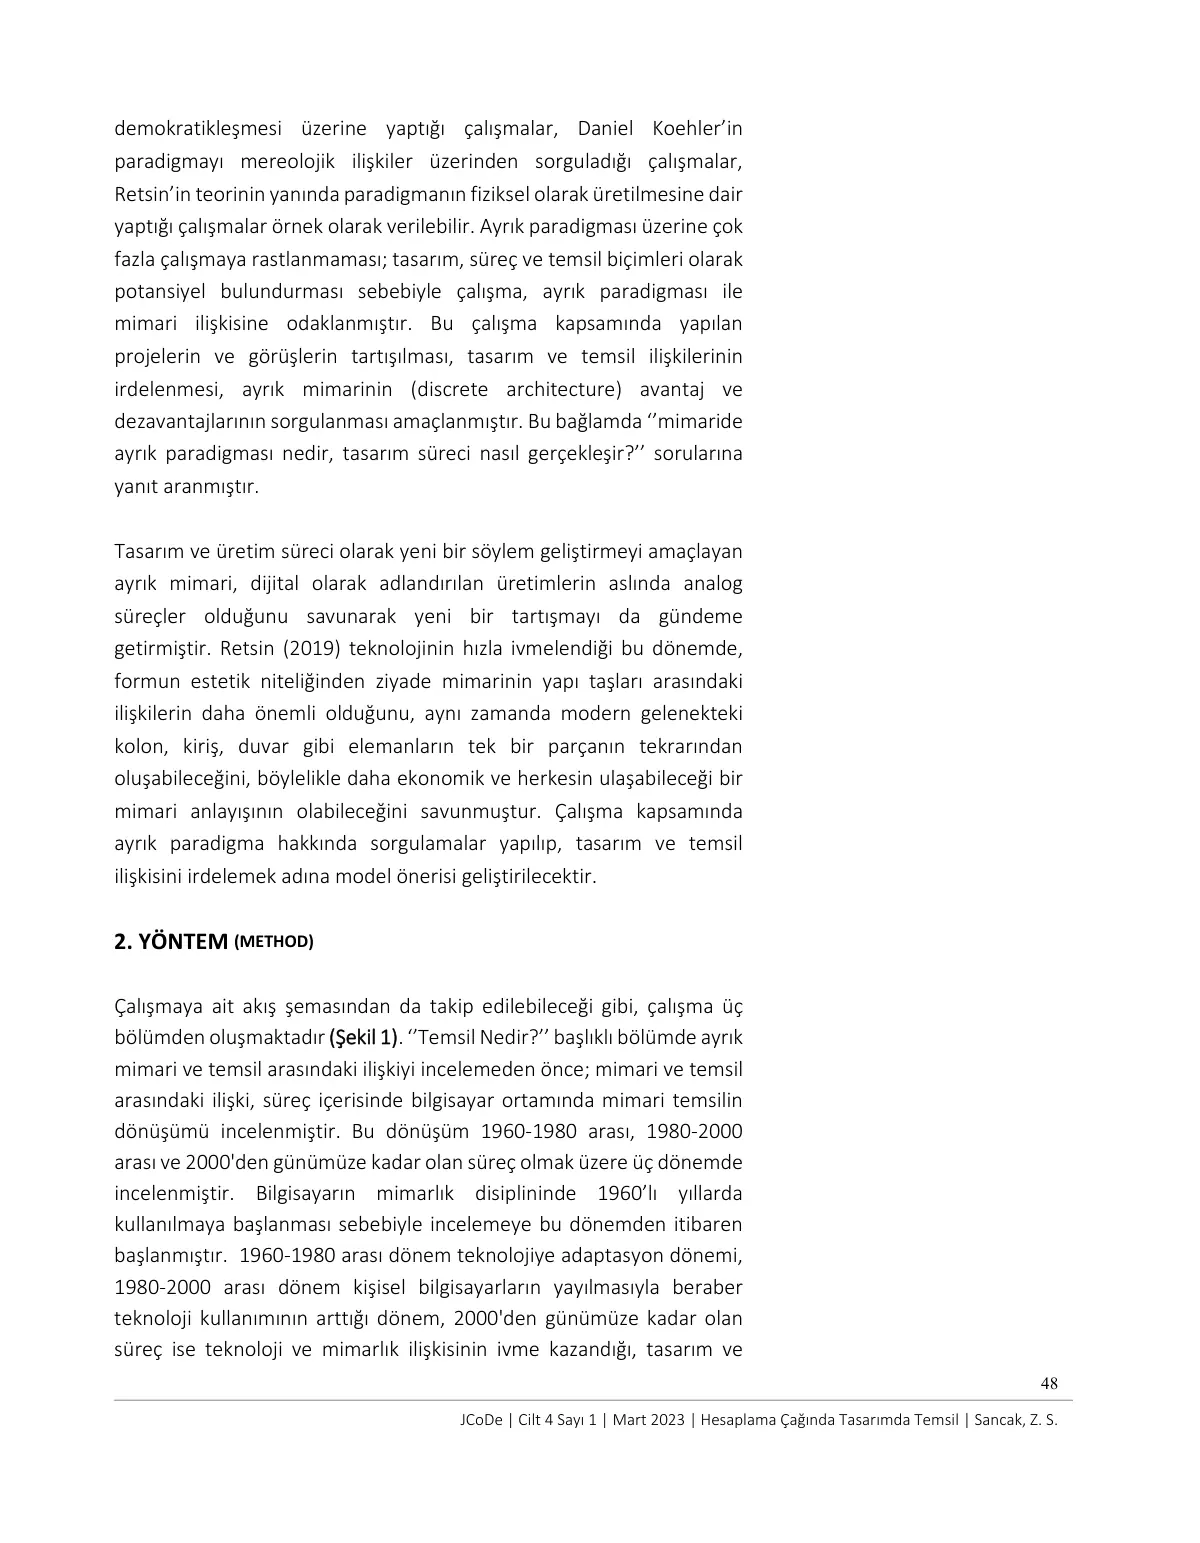 demokratikleşmesi üzerine yaptığı çalışmalar, Daniel Koehler’in
paradigmayı mereolojik ilişkiler üzerinden sorguladığı çalışmalar,
Retsin’in teorinin yanında paradigmanın fiziksel olarak üretilmesine dair
yaptığı çalışmalar örnek olarak verilebilir. Ayrık paradigması üzerine çok
fazla çalışmaya rastlanmaması; tasarım, süreç ve temsil biçimleri olarak
potansiyel bulundurması sebebiyle çalışma, ayrık paradigması ile
mimari ilişkisine odaklanmıştır. Bu çalışma kapsamında yapılan
projelerin ve görüşlerin tartışılması, tasarım ve temsil ilişkilerinin
irdelenmesi, ayrık mimarinin (discrete architecture) avantaj ve
dezavantajlarının sorgulanması amaçlanmıştır. Bu bağlamda ‘’mimaride
ayrık paradigması nedir, tasarım süreci nasıl gerçekleşir?’’ sorularına
yanıt aranmıştır.
Tasarım ve üretim süreci olarak yeni bir söylem geliştirmeyi amaçlayan
ayrık mimari, dijital olarak adlandırılan üretimlerin aslında analog
süreçler olduğunu savunarak yeni bir tartışmayı da gündeme
getirmiştir. Retsin (2019) teknolojinin hızla ivmelendiği bu dönemde,
formun estetik niteliğinden ziyade mimarinin yapı taşları arasındaki
ilişkilerin daha önemli olduğunu, aynı zamanda modern gelenekteki
kolon, kiriş, duvar gibi elemanların tek bir parçanın tekrarından
oluşabileceğini, böylelikle daha ekonomik ve herkesin ulaşabileceği bir
mimari anlayışının olabileceğini savunmuştur. Çalışma kapsamında
ayrık paradigma hakkında sorgulamalar yapılıp, tasarım ve temsil
ilişkisini irdelemek adına model önerisi geliştirilecektir.
2. YÖNTEM (METHOD)
Çalışmaya ait akış şemasından da takip edilebileceği gibi, çalışma üç
bölümden oluşmaktadır (Şekil 1). ‘’Temsil Nedir?’’ başlıklı bölümde ayrık
mimari ve temsil arasındaki ilişkiyi incelemeden önce; mimari ve temsil
arasındaki ilişki, süreç içerisinde bilgisayar ortamında mimari temsilin
dönüşümü incelenmiştir. Bu dönüşüm 1960-1980 arası, 1980-2000
arası ve 2000'den günümüze kadar olan süreç olmak üzere üç dönemde
incelenmiştir. Bilgisayarın mimarlık disiplininde 1960’lı yıllarda
kullanılmaya başlanması sebebiyle incelemeye bu dönemden itibaren
başlanmıştır.  1960-1980 arası dönem teknolojiye adaptasyon dönemi,
1980-2000 arası dönem kişisel bilgisayarların yayılmasıyla beraber
teknoloji kullanımının arttığı dönem, 2000'den günümüze kadar olan
süreç ise teknoloji ve mimarlık ilişkisinin ivme kazandığı, tasarım ve
48
JCoDe | Cilt 4 Sayı 1 | Mart 2023 | Hesaplama Çağında Tasarımda Temsil | Sancak, Z. S.